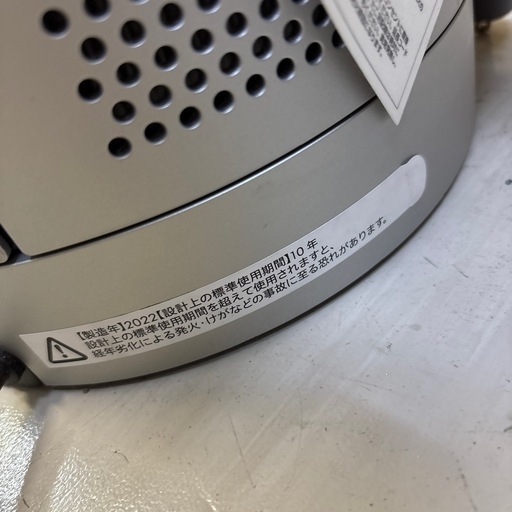 【製造年】2022【設計上の標準使用期間】10 年
設計上の標準使用期間を超えて使用されますと、
経年劣化による発火・けがなどの事故に至る恐れがあります。